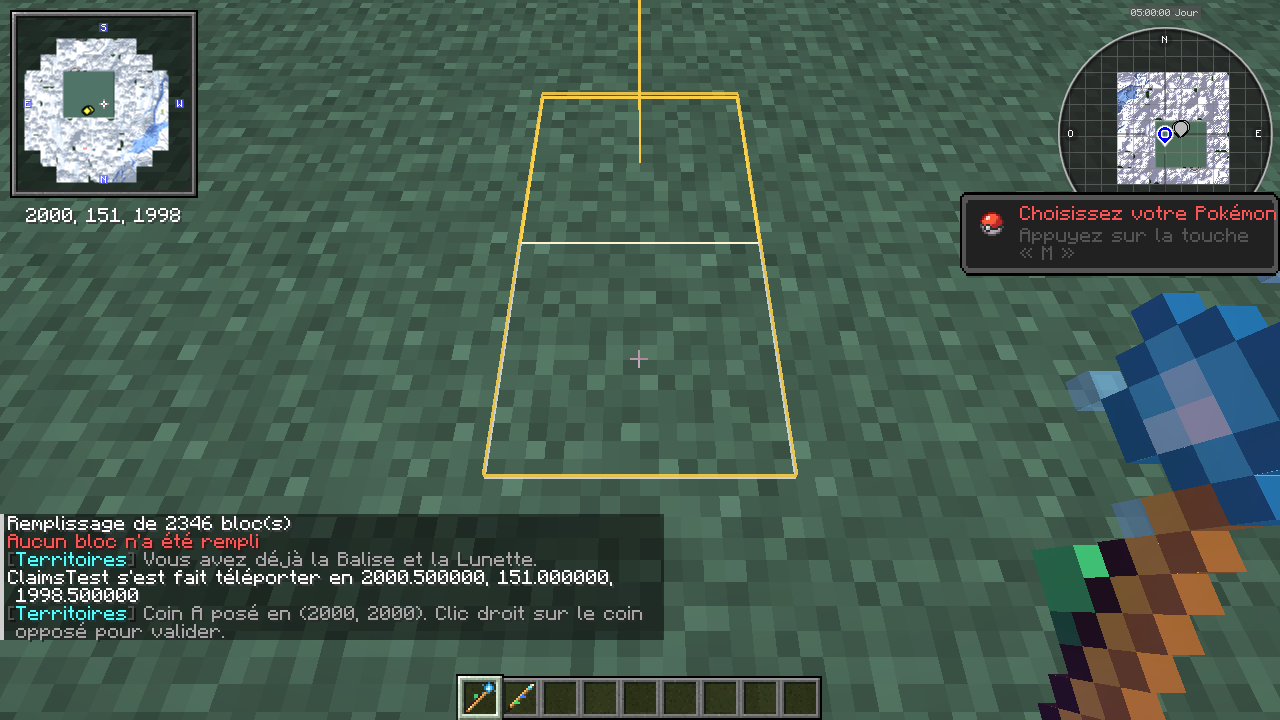 S
E
W
N
2000, 151, 1998
05:00:00 Jour
N
O
E
Choisissez votre Pokémon
Appuyez sur la touche
« M »
Remplissage de 2346 bloc(s)
Aucun bloc n'a été rempli
[Territoires] Vous avez déjà la Balise et la Lunette.
ClaimsTest s'est fait téléporter en 2000.500000, 151.000000,
1998.500000
[Territoires] Coin A posé en (2000, 2000). Clic droit sur le coin
opposé pour valider.